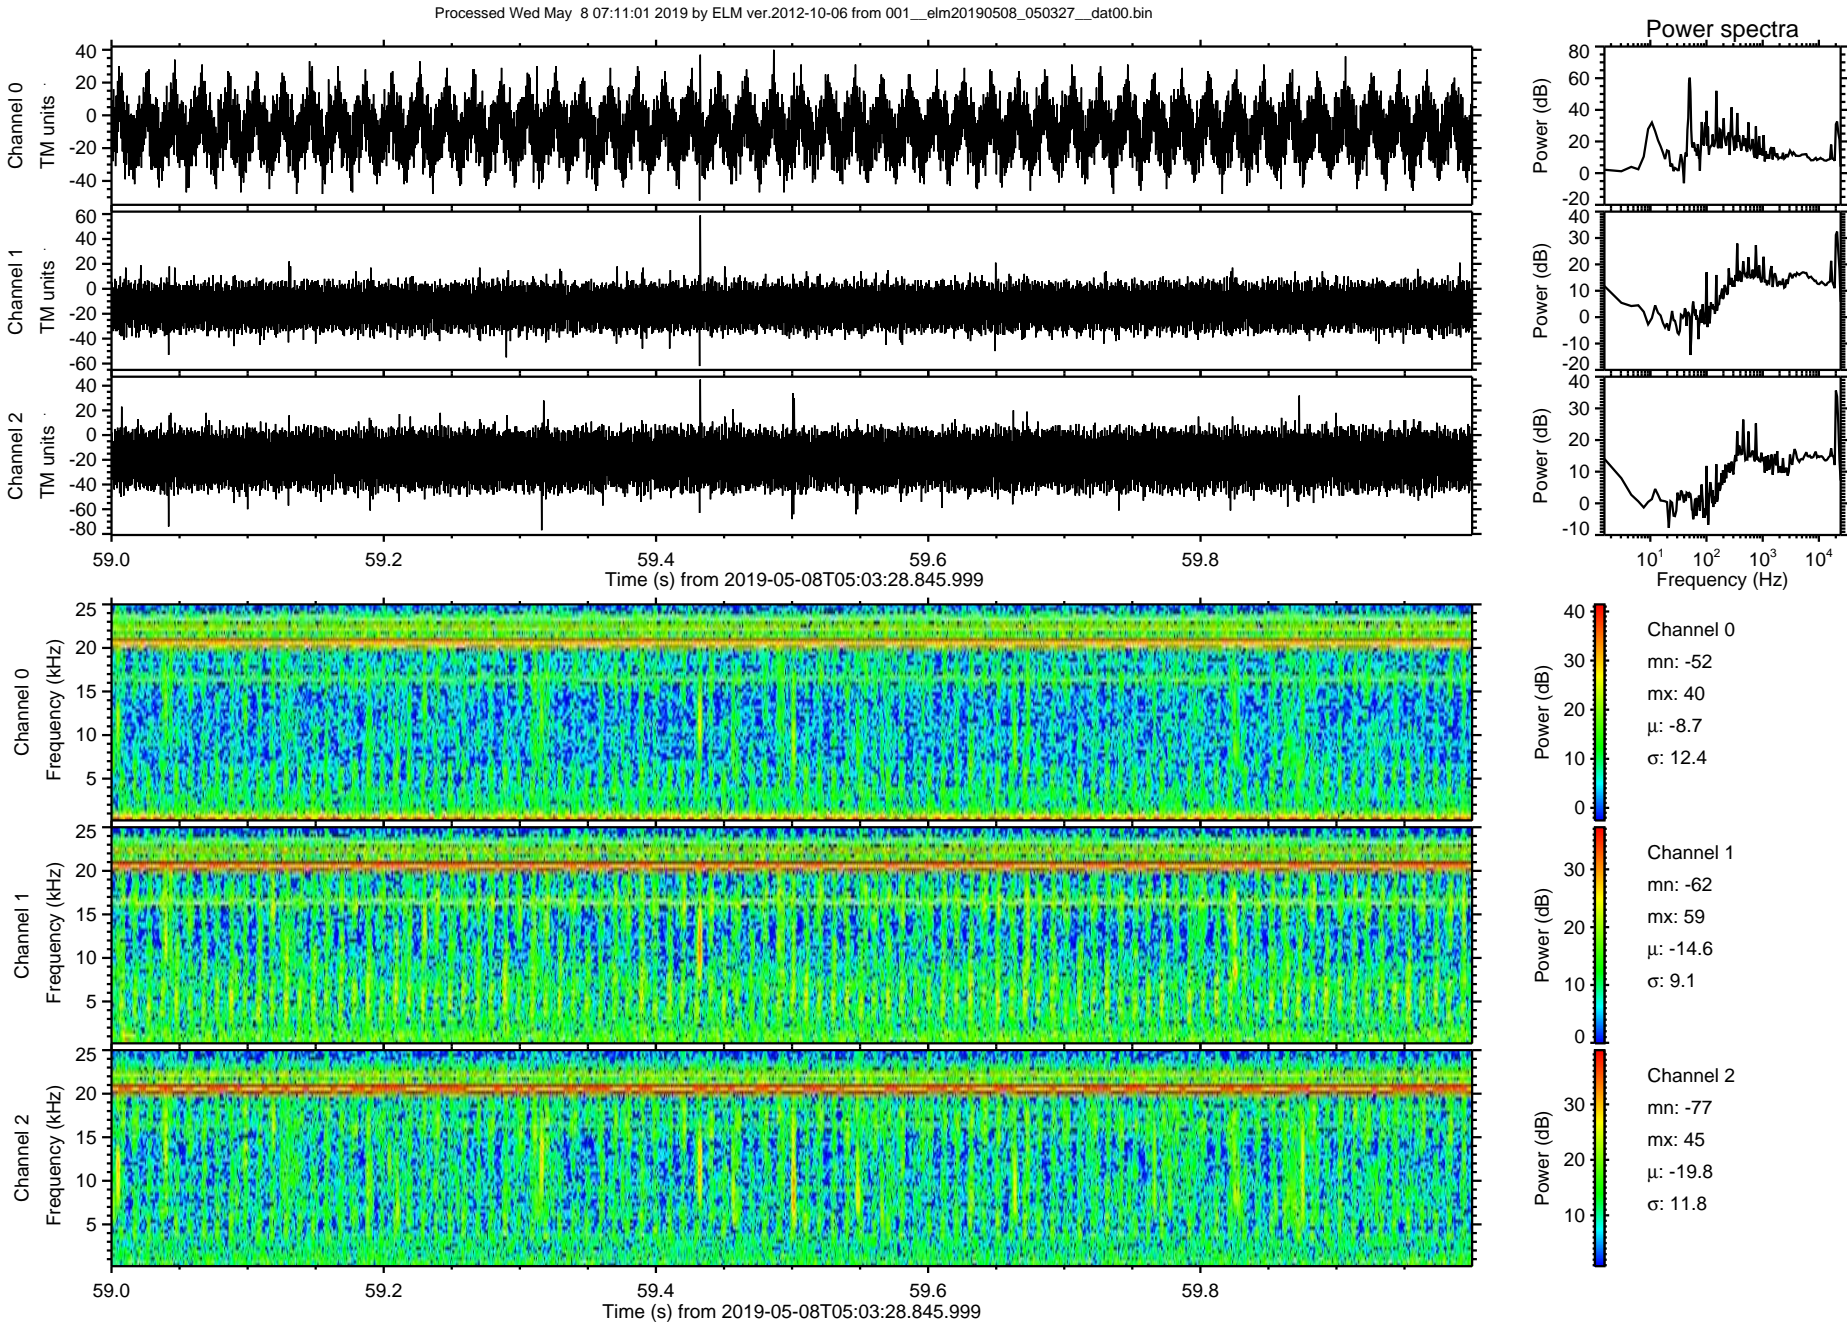 Processed Wed May  8 07:11:01 2019 by ELM ver.2012-10-06 from 001__elm20190508_050327__dat00.bin
Power spectra
Channel 0
TM units
40
20
0
-20
-40
Power (dB)
80
60
40
20
0
-20
Channel 1
TM units
60
40
20
0
-20
-40
-60
Power (dB)
40
30
20
10
0
-10
-20
Channel 2
TM units
40
20
0
-20
-40
-60
-80
Power (dB)
40
30
20
10
0
-10
59.0 59.2 59.4 59.6 59.8
Time (s) from 2019-05-08T05:03:28.845.999
10^1 10^2 10^3 10^4
Frequency (Hz)
Channel 0
Frequency (kHz)
25
20
15
10
5
Power (dB)
40
30
20
10
0
Channel 0
mn: -52
mx: 40
μ: -8.7
σ: 12.4
Channel 1
Frequency (kHz)
25
20
15
10
5
Power (dB)
30
20
10
0
Channel 1
mn: -62
mx: 59
μ: -14.6
σ: 9.1
Channel 2
Frequency (kHz)
25
20
15
10
5
Power (dB)
30
20
10
Channel 2
mn: -77
mx: 45
μ: -19.8
σ: 11.8
59.0 59.2 59.4 59.6 59.8
Time (s) from 2019-05-08T05:03:28.845.999